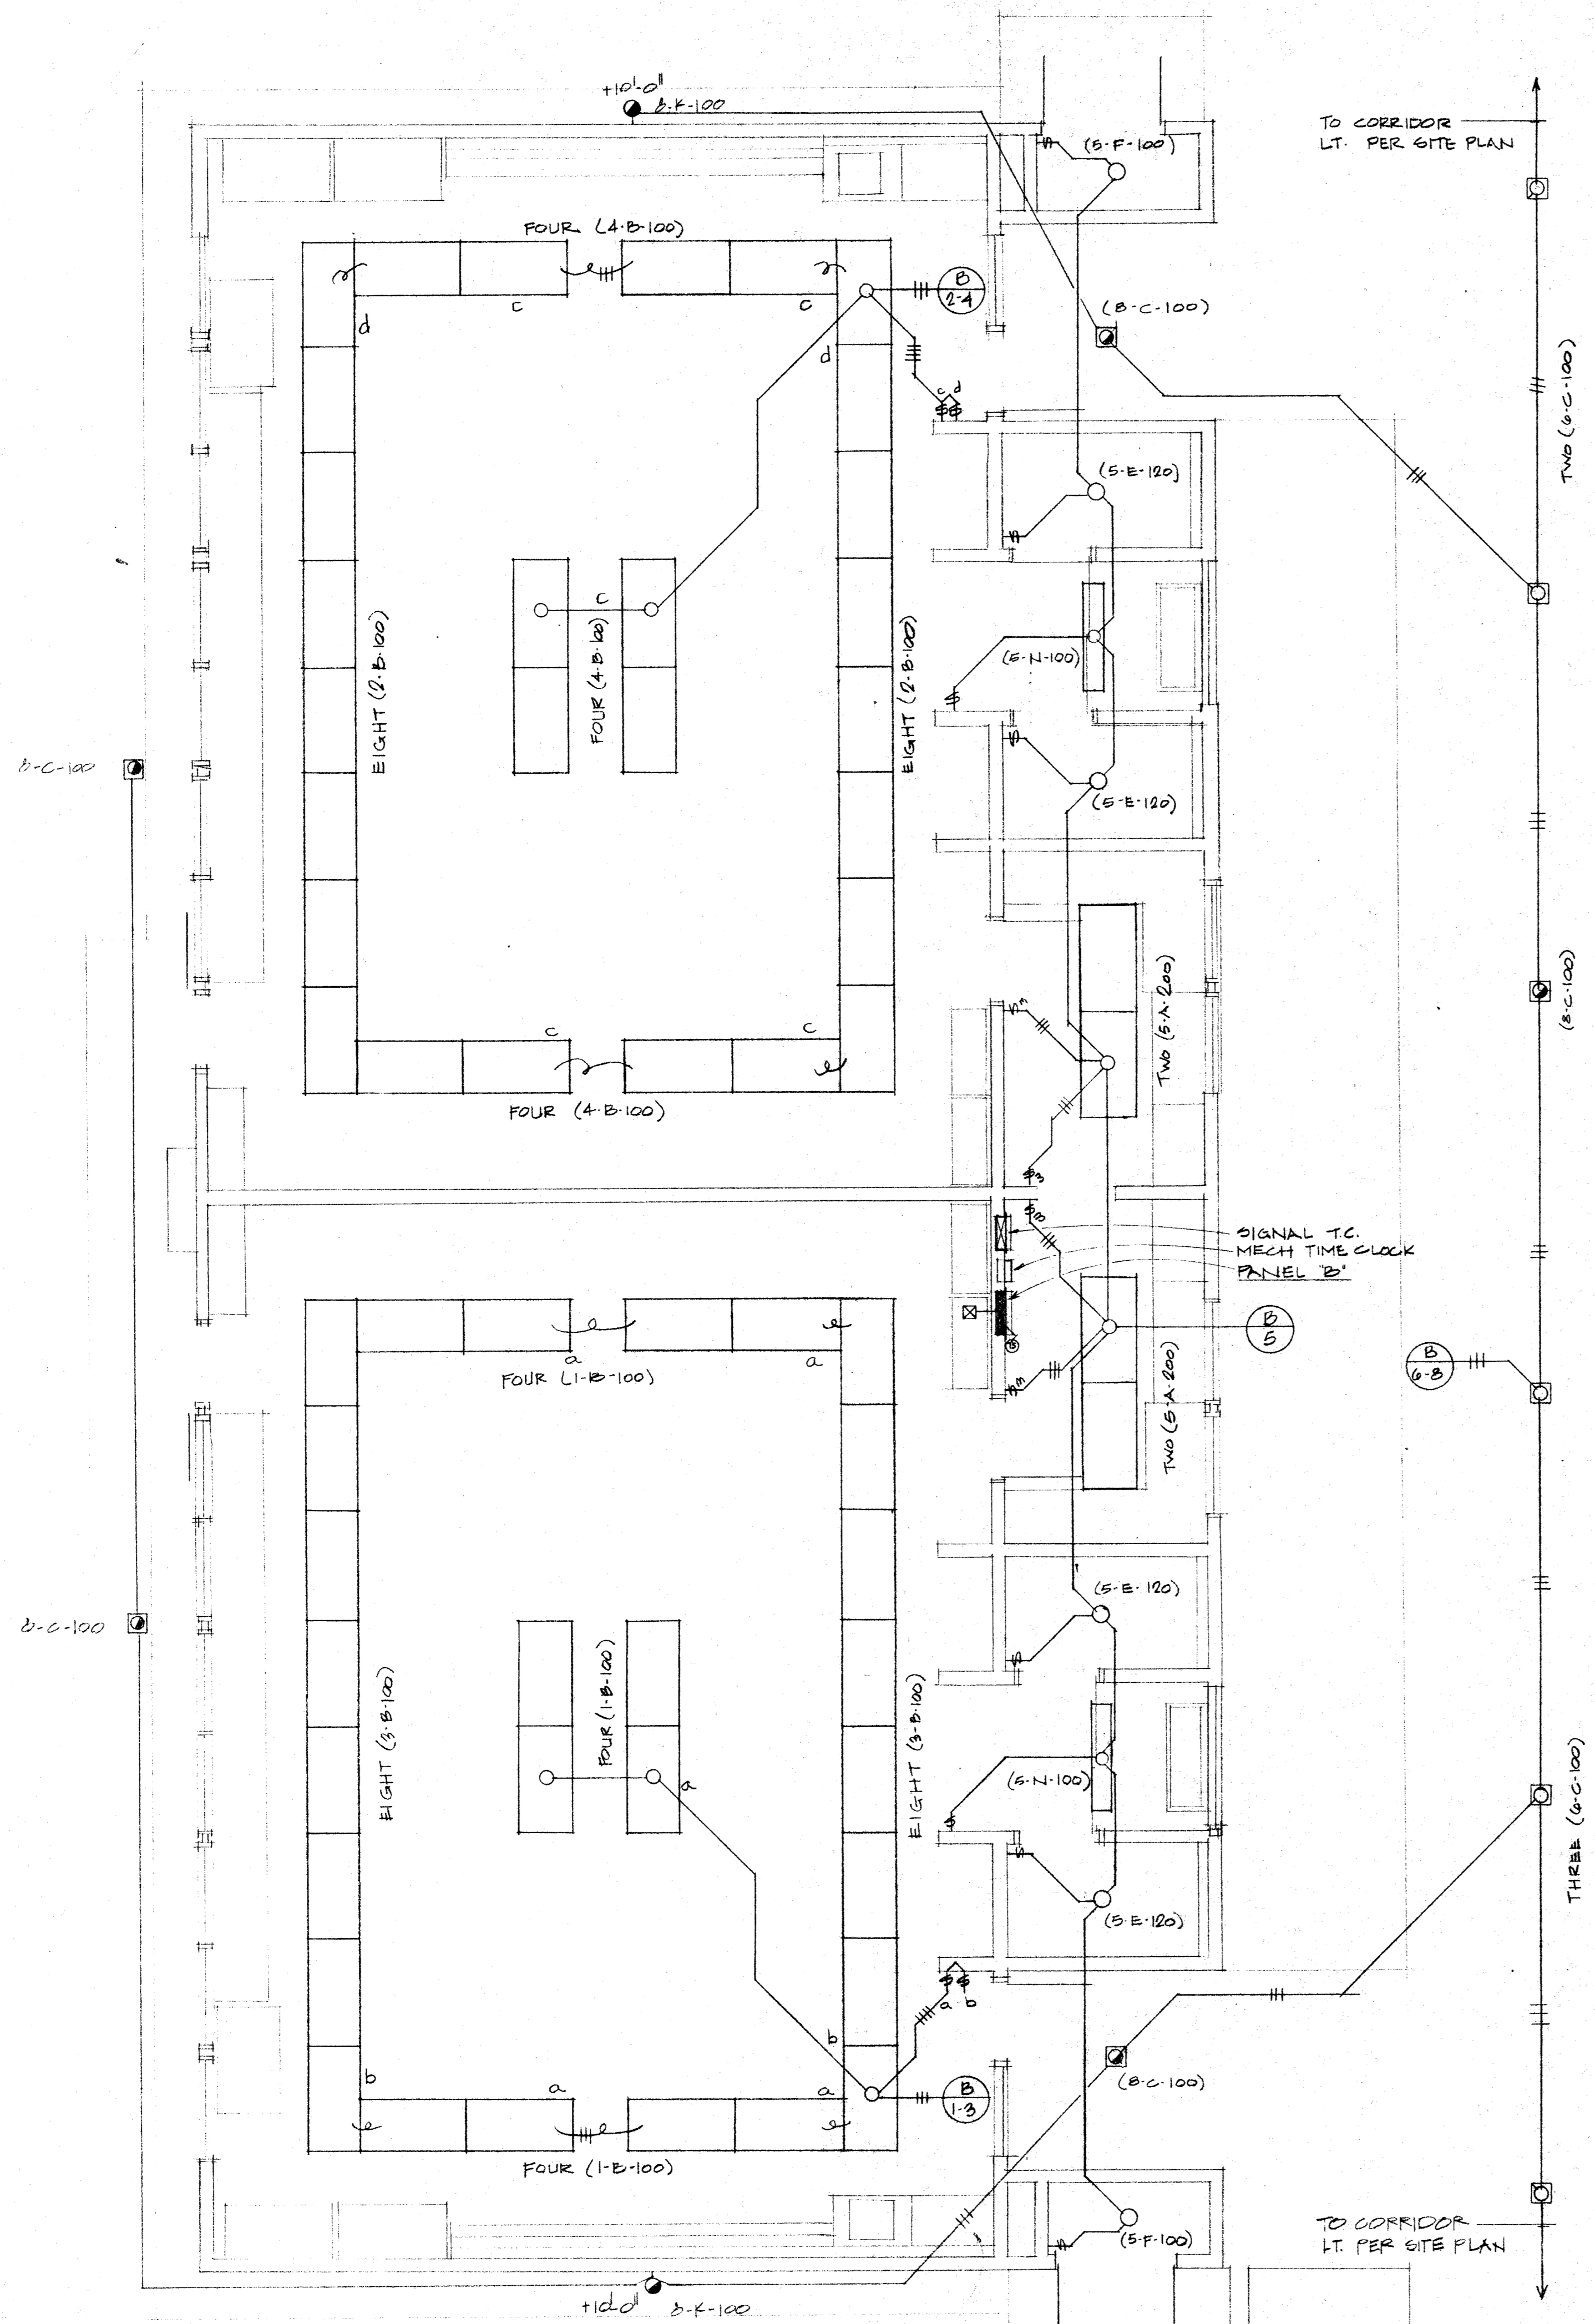 +10'-0"
8-K-100
TO CORRIDOR
LT. PER SITE PLAN
(5-F-100)
FOUR (4-B-100)
B
2-4
(8-C-100)
c
c
d
d
c d
TWO (6-C-100)
(5-E-120)
c
EIGHT (2-B-100)
FOUR (4-B-100)
EIGHT (2-B-100)
(5-N-100)
8-C-100
(5-E-120)
TWO (5-A-200)
(8-C-100)
3
c
c
FOUR (4-B-100)
3
3
SIGNAL T.C.
MECH TIME CLOCK
PANEL "B"
B
5
B
6-8
a
a
FOUR (1-B-100)
3
TWO (5-A-200)
(5-E-120)
8-C-100
EIGHT (3-B-100)
FOUR (1-B-100)
EIGHT (3-B-100)
a
(5-N-100)
THREE (6-C-100)
(5-E-120)
a b
b
b
a
a
B
1-3
(8-C-100)
FOUR (1-B-100)
(5-F-100)
TO CORRIDOR
LT. PER SITE PLAN
+10'-0"
8-K-100